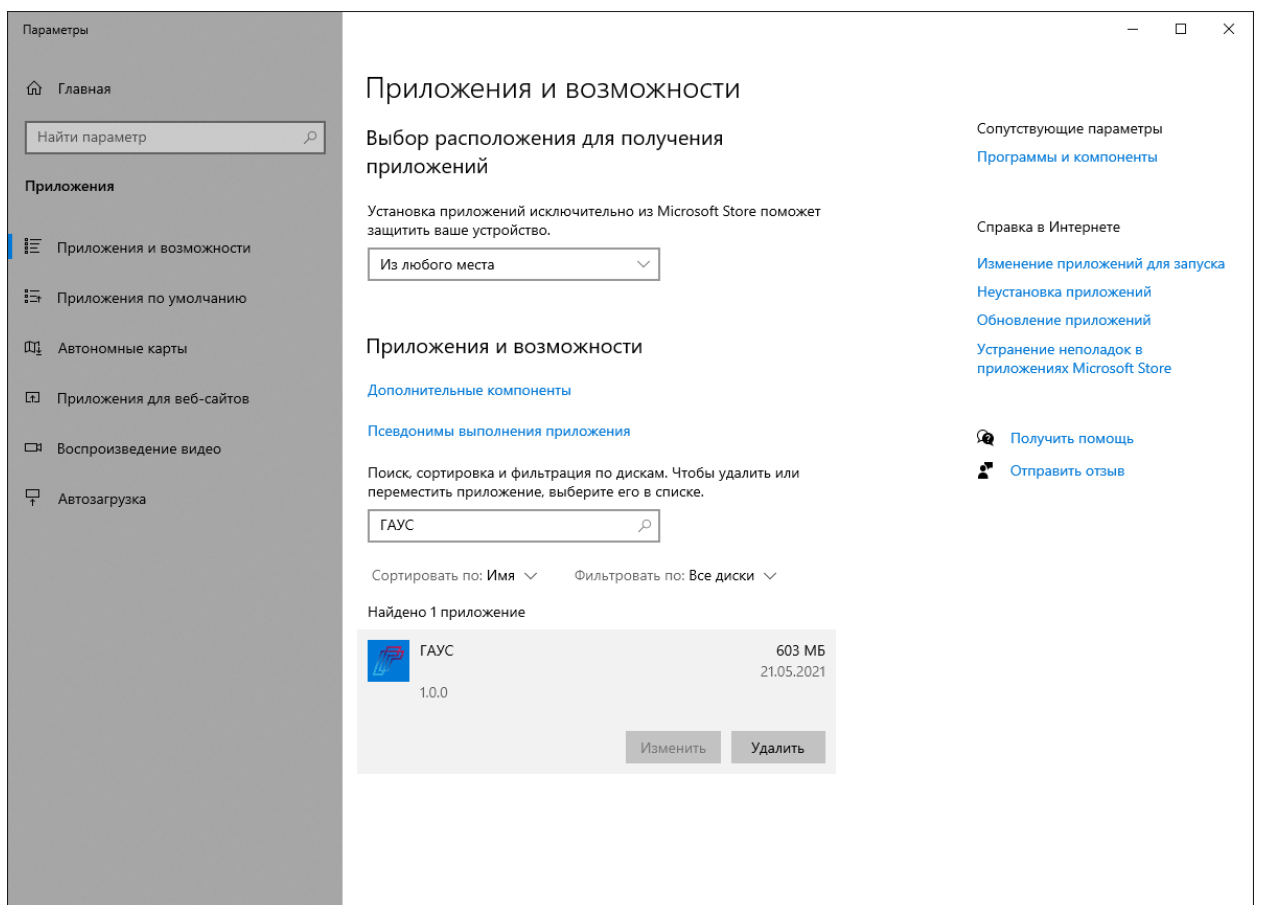 Параметры
Главная
Найти параметр
Приложения
Приложения и возможности
Приложения по умолчанию
Автономные карты
Приложения для веб-сайтов
Воспроизведение видео
Автозагрузка
Приложения и возможности
Выбор расположения для получения
приложений
Установка приложений исключительно из Microsoft Store поможет
защитить ваше устройство.
Из любого места
Приложения и возможности
Дополнительные компоненты
Псевдонимы выполнения приложения
Поиск, сортировка и фильтрация по дискам. Чтобы удалить или
переместить приложение, выберите его в списке.
ГАУС
Сортировать по: Имя Фильтровать по: Все диски
Найдено 1 приложение
ГАУС 603 МБ
21.05.2021
1.0.0
Изменить Удалить
Сопутствующие параметры
Программы и компоненты
Справка в Интернете
Изменение приложений для запуска
Неустановка приложений
Обновление приложений
Устранение неполадок в
приложениях Microsoft Store
Получить помощь
Отправить отзыв